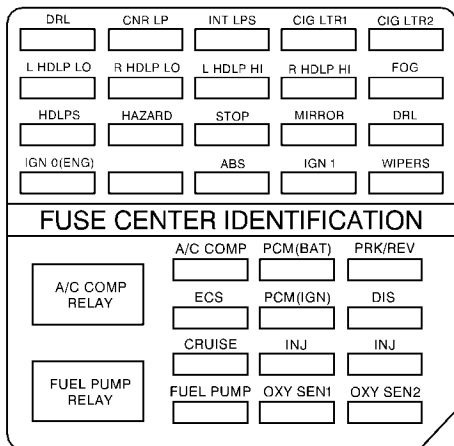 DRL CNR LP INT LPS CIG LTR1 CIG LTR2
L HDLP LO R HDLP LO L HDLP HI R HDLP HI FOG
HDLPS HAZARD STOP MIRROR DRL
IGN 0(ENG) ABS IGN 1 WIPERS
FUSE CENTER IDENTIFICATION
A/C COMP PCM(BAT) PRK/REV
A/C COMP
RELAY
ECS PCM(IGN) DIS
CRUISE INJ INJ
FUEL PUMP
RELAY
FUEL PUMP OXY SEN1 OXY SEN2